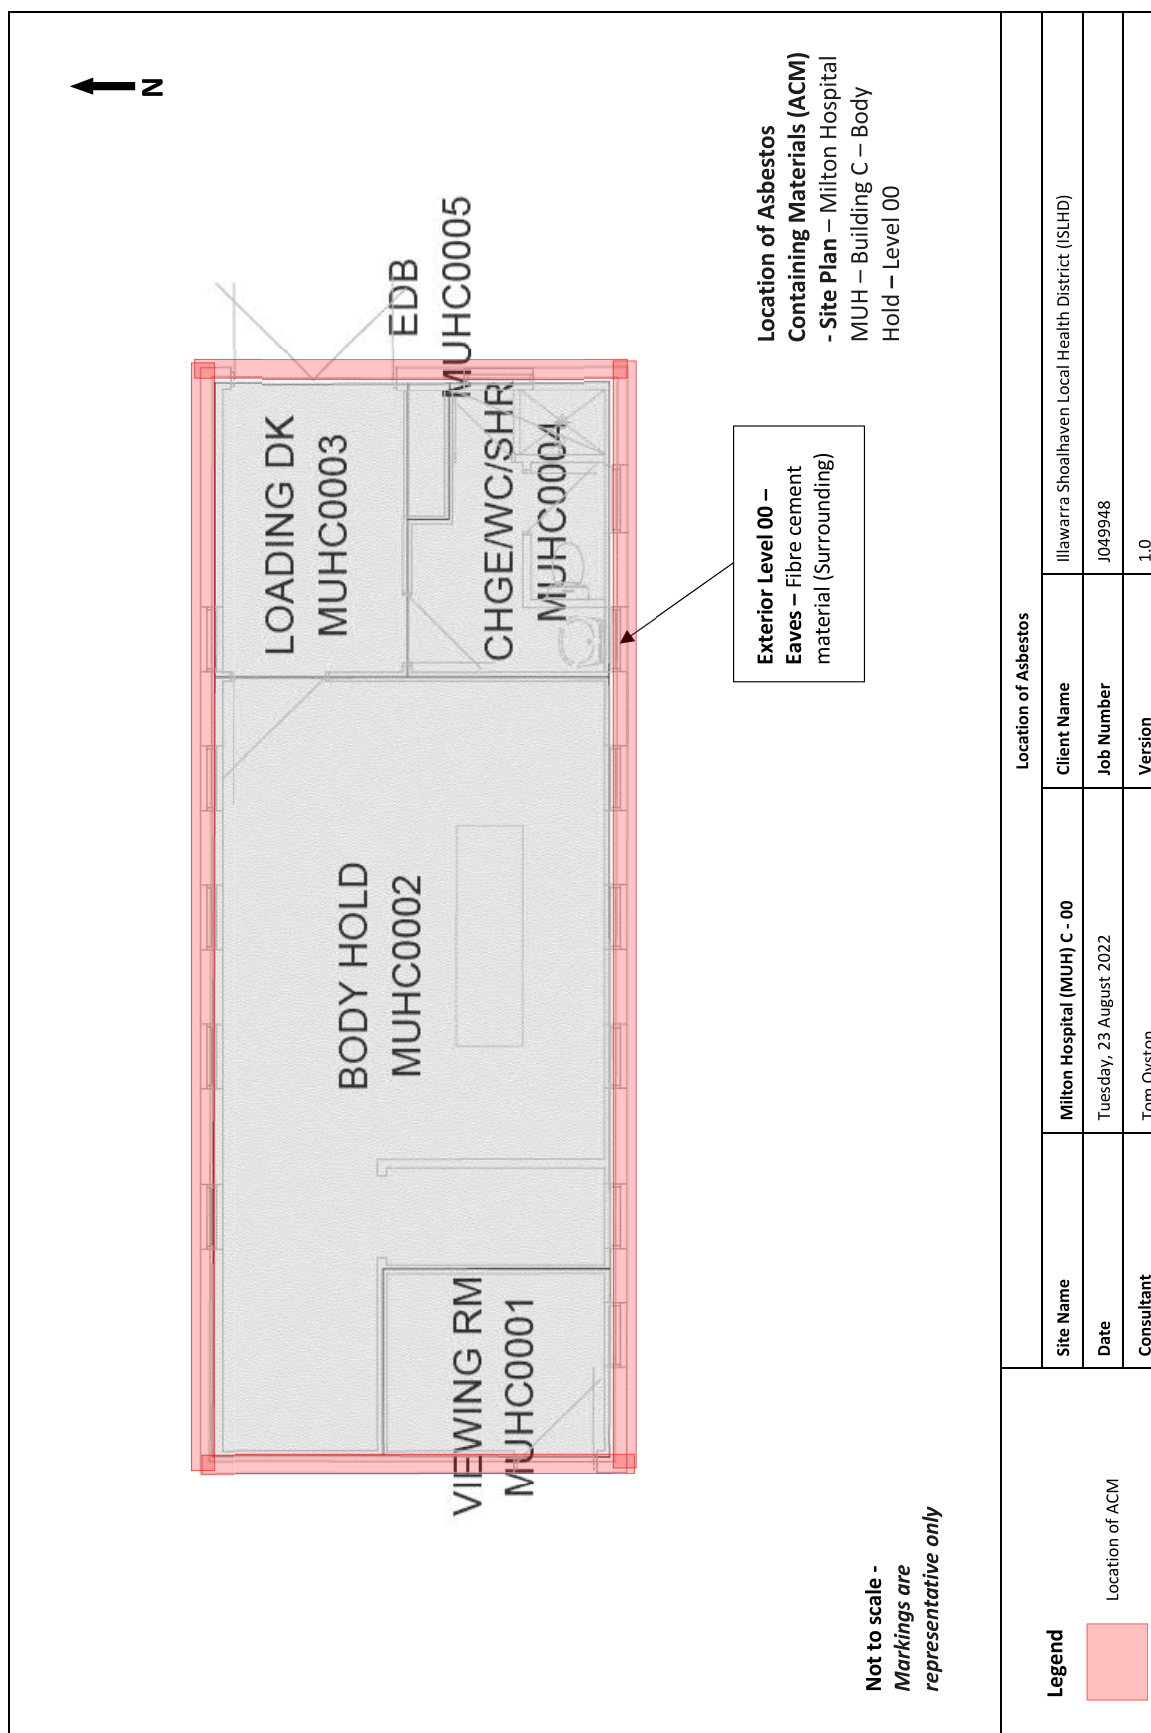 N
Location of Asbestos
Containing Materials (ACM)
- Site Plan – Milton Hospital
MUH – Building C – Body
Hold – Level 00
LOADING DK
MUHC0003
EDB
MUHC0005
CHGE/WC/SHR
MUHC0004
BODY HOLD
MUHC0002
VIEWING RM
MUHC0001
Exterior Level 00 –
Eaves – Fibre cement
material (Surrounding)
Not to scale -
Markings are
representative only
Legend
Location of ACM
Location of Asbestos
Site Name Milton Hospital (MUH) C - 00 Client Name Illawarra Shoalhaven Local Health District (ISLHD)
Date Tuesday, 23 August 2022 Job Number J049948
Consultant Tom Oyston Version 1.0